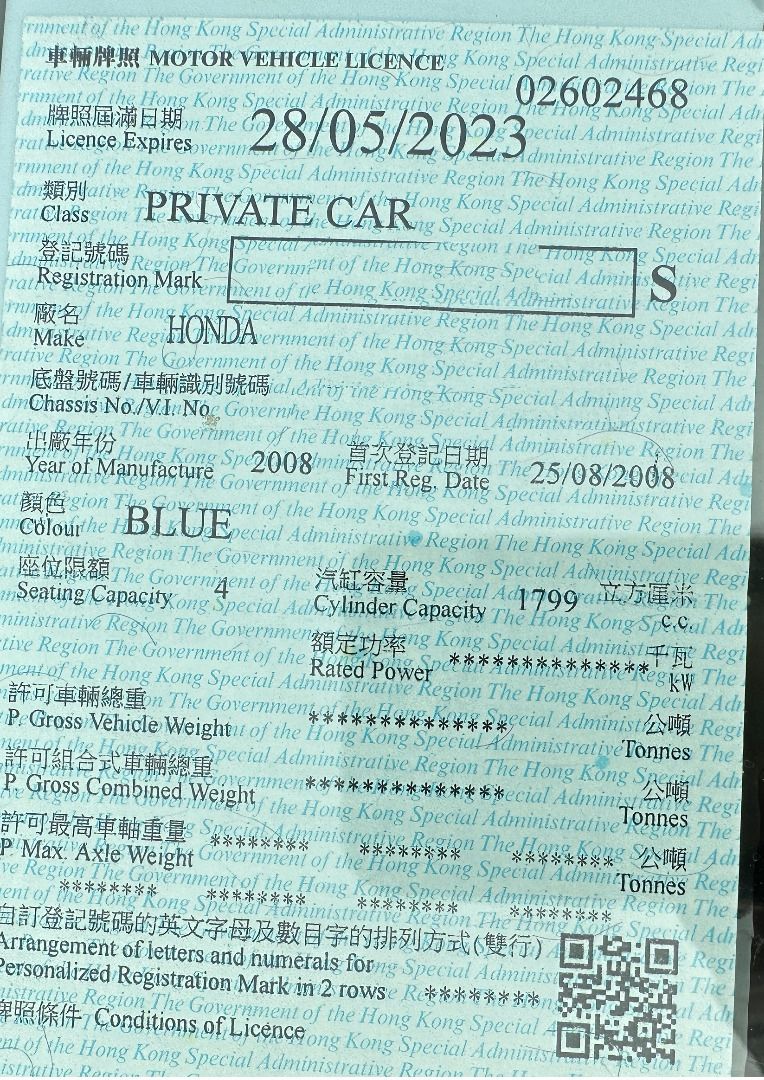 車輛牌照 MOTOR VEHICLE LICENCE
02602468
牌照屆滿日期
Licence Expires 28/05/2023
類別
Class PRIVATE CAR
登記號碼
Registration Mark S
廠名
Make HONDA
底盤號碼/車輛識別號碼
Chassis No./V.I. No.
出廠年份 首次登記日期
Year of Manufacture 2008 First Reg. Date 25/08/2008
顏色
Colour BLUE
座位限額 汽缸容量 立方厘米
Seating Capacity 4 Cylinder Capacity 1799 c.c.
額定功率 千瓦
Rated Power ************** kW
許可車輛總重 公噸
P. Gross Vehicle Weight ************** Tonnes
許可組合式車輛總重 公噸
P. Gross Combined Weight ************** Tonnes
許可最高車軸重量 公噸
P. Max. Axle Weight ******** ******** ******** Tonnes
******** ******** ******** ********
自訂登記號碼的英文字母及數目字的排列方式(雙行)
Arrangement of letters and numerals for
Personalized Registration Mark in 2 rows ********
牌照條件 Conditions of Licence